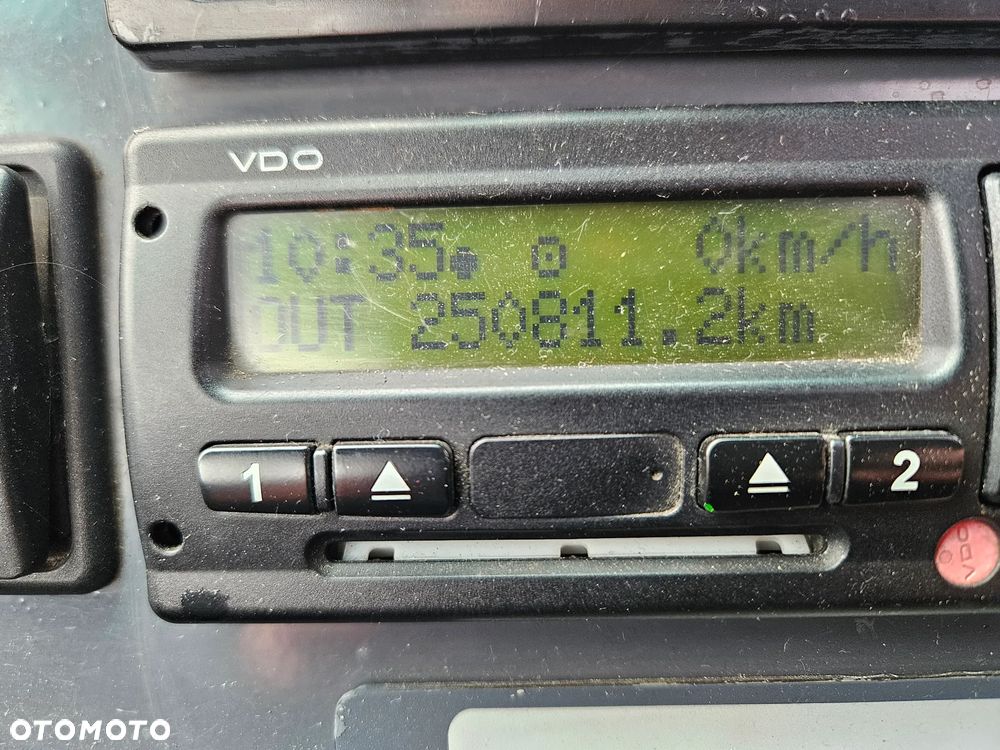 VDO
10:35 0km/h
OUT 250811.2km
1 2
VDO
OTOMOTO